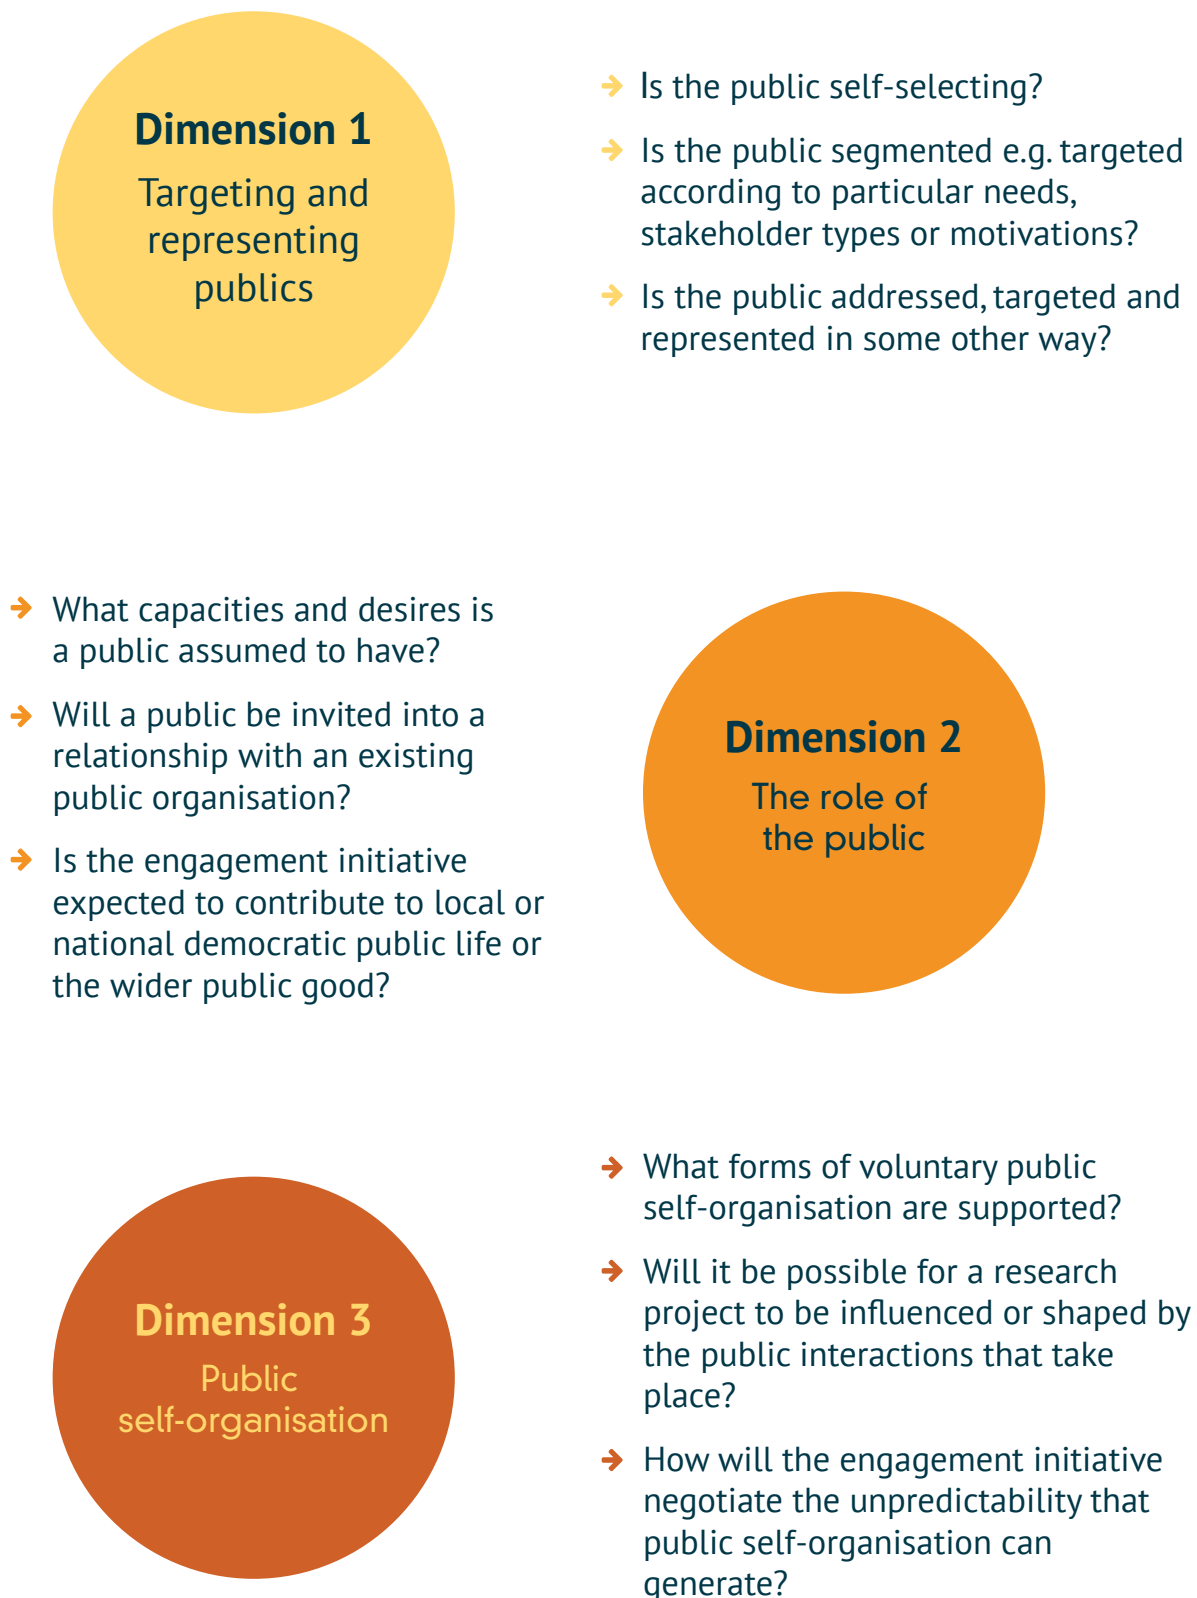 Dimension 1
Targeting and
representing
publics
Is the public self-selecting?
Is the public segmented e.g. targeted
according to particular needs,
stakeholder types or motivations?
Is the public addressed, targeted and
represented in some other way?
What capacities and desires is
a public assumed to have?
Will a public be invited into a
relationship with an existing
public organisation?
Is the engagement initiative
expected to contribute to local or
national democratic public life or
the wider public good?
Dimension 2
The role of
the public
Dimension 3
Public
self-organisation
What forms of voluntary public
self-organisation are supported?
Will it be possible for a research
project to be influenced or shaped by
the public interactions that take
place?
How will the engagement initiative
negotiate the unpredictability that
public self-organisation can
generate?